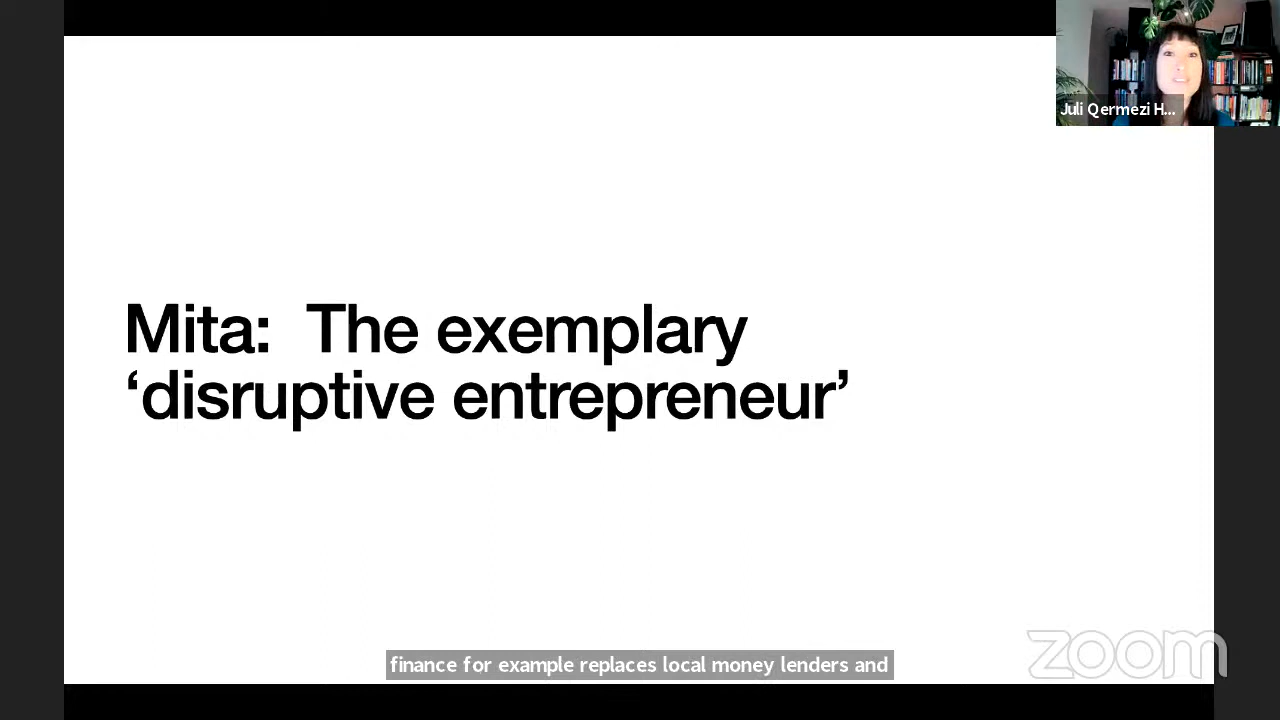 Juli Qermezi H...
Mita:  The exemplary
‘disruptive entrepreneur’
finance for example replaces local money lenders and
zoom